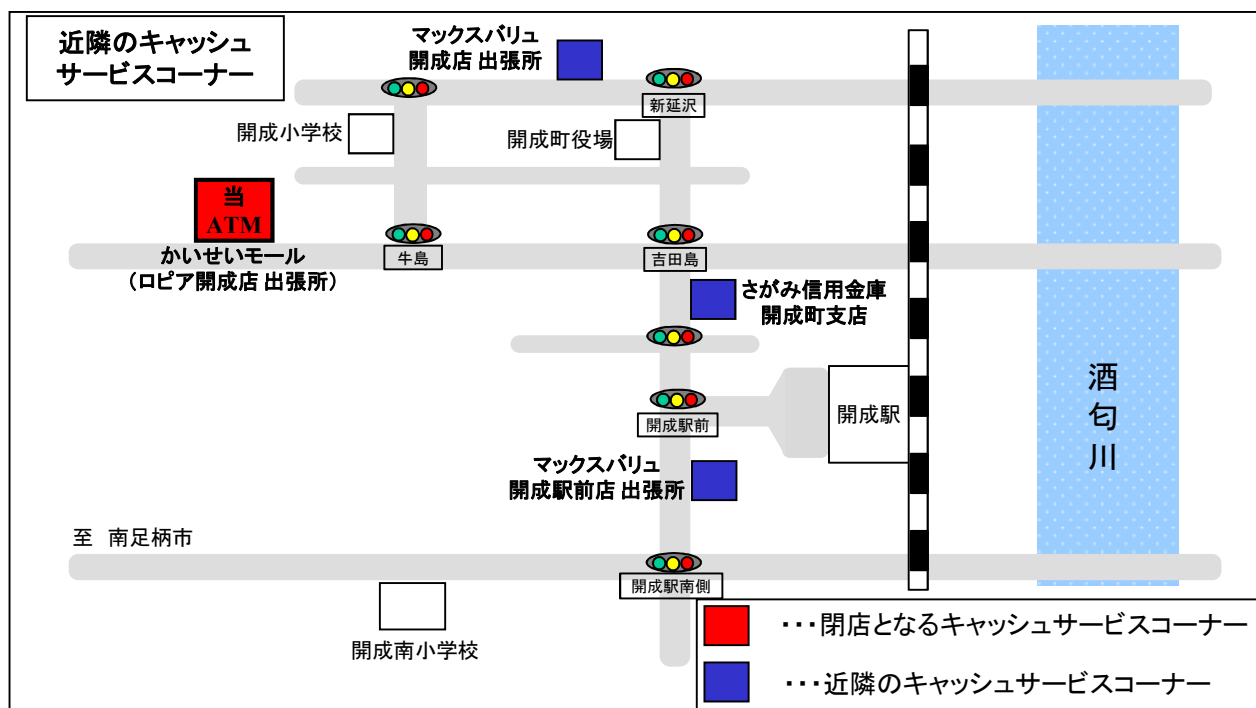 近隣のキャッシュ
サービスコーナー
マックスバリュ
開成店 出張所
新延沢
開成小学校
開成町役場
当
ATM
かいせいモール
（ロピア開成店 出張所）
牛島
吉田島
さがみ信用金庫
開成町支店
開成駅前
開成駅
酒匂川
マックスバリュ
開成駅前店 出張所
至　南足柄市
開成駅南側
開成南小学校
・・・閉店となるキャッシュサービスコーナー
・・・近隣のキャッシュサービスコーナー